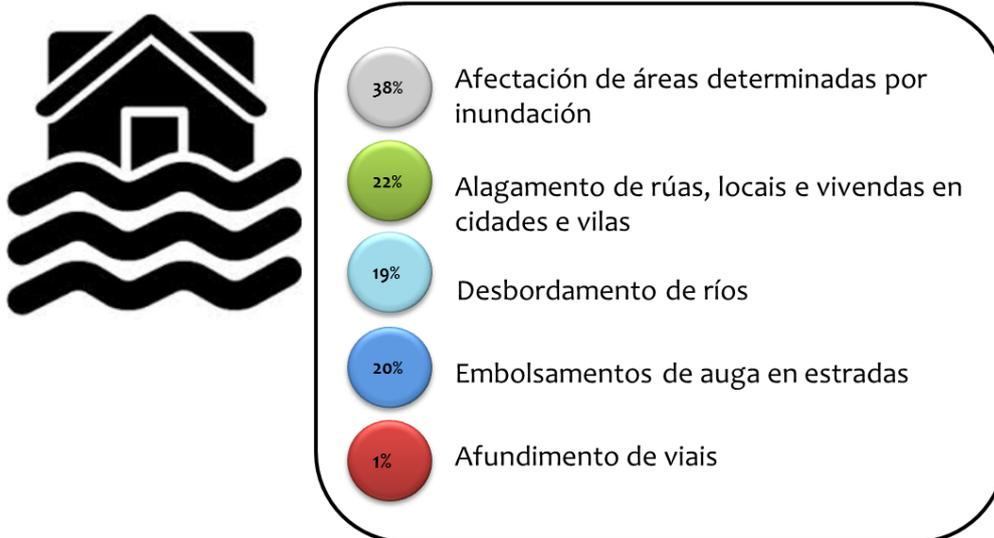 38%
Afectación de áreas determinadas por
inundación
22%
Alagamento de rúas, locais e vivendas en
cidades e vilas
19%
Desbordamento de ríos
20%
Embolsamentos de auga en estradas
1%
Afundimento de viais